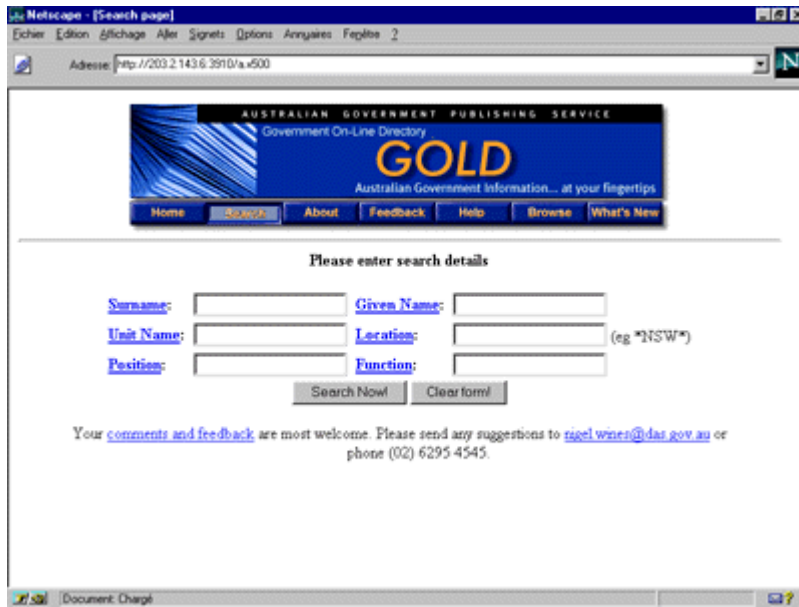 Netscape - [Search page]
Fichier Edition Affichage Aller Signets Options Annuaires Fenêtre ?
Adresse: http://203.2.143.6:3910/a.x500
N
AUSTRALIAN GOVERNMENT PUBLISHING SERVICE
Government On-Line Directory
GOLD
Australian Government Information... at your fingertips
Home Search About Feedback Help Browse What's New
Please enter search details
Surname: Given Name:
Unit Name: Location: (eg *NSW*)
Position: Function:
Search Now! Clear form!
Your comments and feedback are most welcome. Please send any suggestions to nigel.wines@das.gov.au or
phone (02) 6295 4545.
Document: Chargé